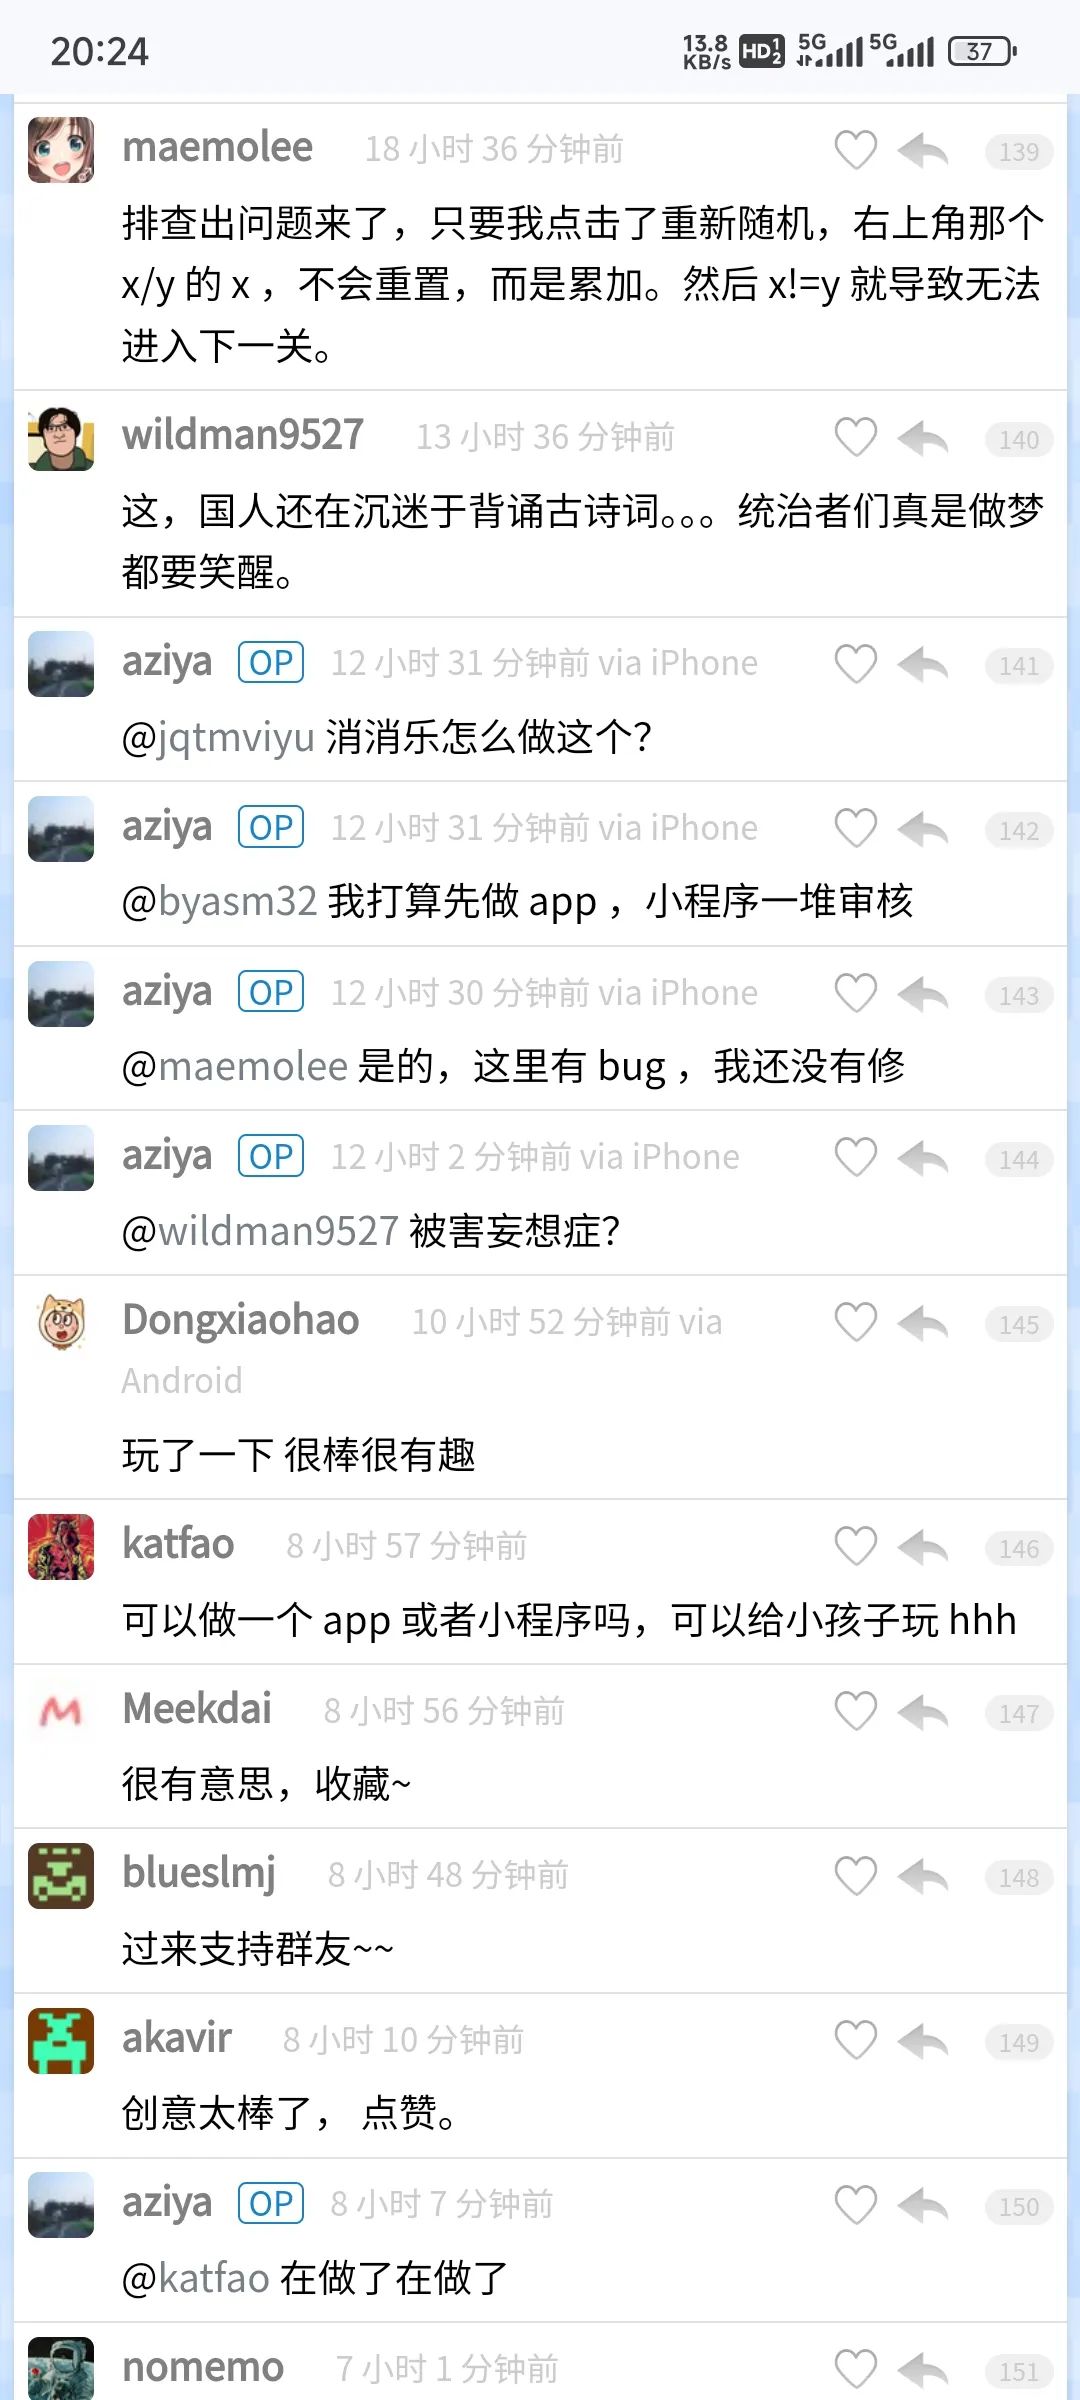 20:24
13.8 KB/s HD 1 2 5G 5G 37
maemolee 18 小时 36 分钟前 139
排查出问题来了，只要我点击了重新随机，右上角那个
x/y 的 x ，不会重置，而是累加。然后 x!=y 就导致无法
进入下一关。
wildman9527 13 小时 36 分钟前 140
这，国人还在沉迷于背诵古诗词。。。统治者们真是做梦
都要笑醒。
aziya OP 12 小时 31 分钟前 via iPhone 141
@jqtmviyu 消消乐怎么做这个？
aziya OP 12 小时 31 分钟前 via iPhone 142
@byasm32 我打算先做 app ，小程序一堆审核
aziya OP 12 小时 30 分钟前 via iPhone 143
@maemolee 是的，这里有 bug ，我还没有修
aziya OP 12 小时 2 分钟前 via iPhone 144
@wildman9527 被害妄想症？
Dongxiaohao 10 小时 52 分钟前 via 145
Android
玩了一下 很棒很有趣
katfao 8 小时 57 分钟前 146
可以做一个 app 或者小程序吗，可以给小孩子玩 hhh
Meekdai 8 小时 56 分钟前 147
很有意思，收藏~
blueslmj 8 小时 48 分钟前 148
过来支持群友~~
akavir 8 小时 10 分钟前 149
创意太棒了， 点赞。
aziya OP 8 小时 7 分钟前 150
@katfao 在做了在做了
nomemo 7 小时 1 分钟前 151